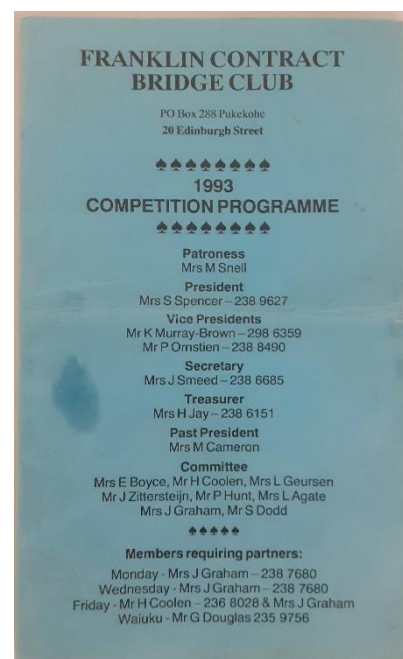 FRANKLIN CONTRACT
BRIDGE CLUB
PO Box 288 Pukekohe
20 Edinburgh Street
♠♠♠♠♠♠♠♠
1993
COMPETITION PROGRAMME
♠♠♠♠♠♠♠♠
Patroness
Mrs M Snell
President
Mrs S Spencer – 238 9627
Vice Presidents
Mr K Murray-Brown – 298 6359
Mr P Ornstien – 238 8490
Secretary
Mrs J Smeed – 238 6685
Treasurer
Mrs H Jay – 238 6151
Past President
Mrs M Cameron
Committee
Mrs E Boyce, Mr H Coolen, Mrs L Geursen
Mr J Zittersteijn, Mr P Hunt, Mrs L Agate
Mrs J Graham, Mr S Dodd
♠♠♠♠♠
Members requiring partners:
Monday - Mrs J Graham – 238 7680
Wednesday - Mrs J Graham – 238 7680
Friday - Mr H Coolen – 236 8028 & Mrs J Graham
Waiuku - Mr G Douglas 235 9756